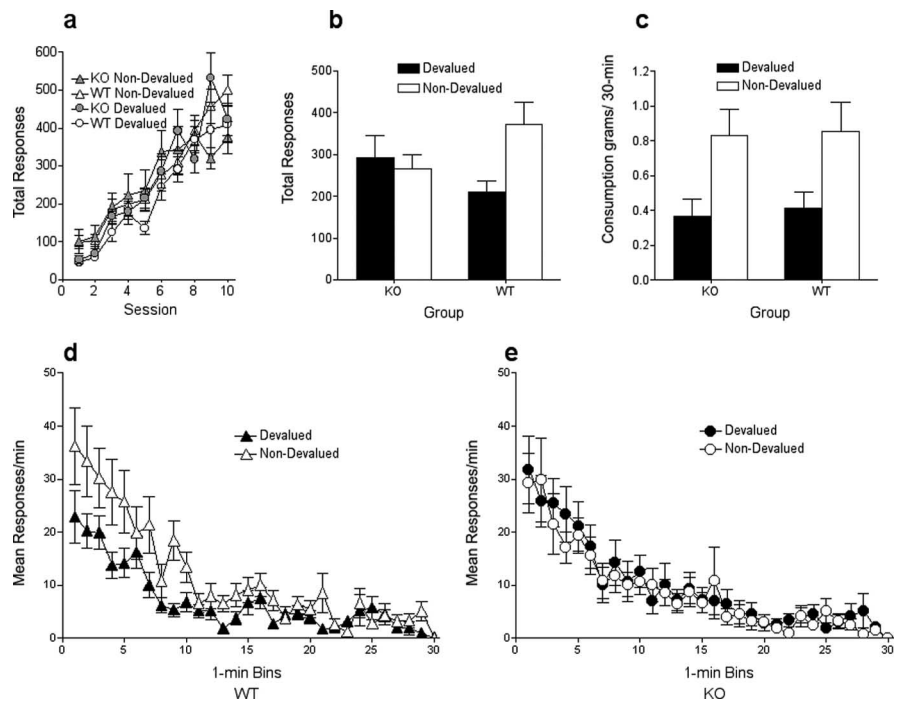 a
600
500
400
300
200
100
0
Total Responses
KO Non-Devalued
WT Non-Devalued
KO Devalued
WT Devalued
0 2 4 6 8 10
Session
b
500
400
300
200
100
0
Total Responses
Devalued
Non-Devalued
KO WT
Group
c
1.2
1.0
0.8
0.6
0.4
0.2
0.0
Consumption grams/ 30-min
Devalued
Non-Devalued
KO WT
Group
d
50
40
30
20
10
0
Mean Responses/min
Devalued
Non-Devalued
0 5 10 15 20 25 30
1-min Bins
WT
e
50
40
30
20
10
0
Mean Responses/min
Devalued
Non-Devalued
0 5 10 15 20 25 30
1-min Bins
KO